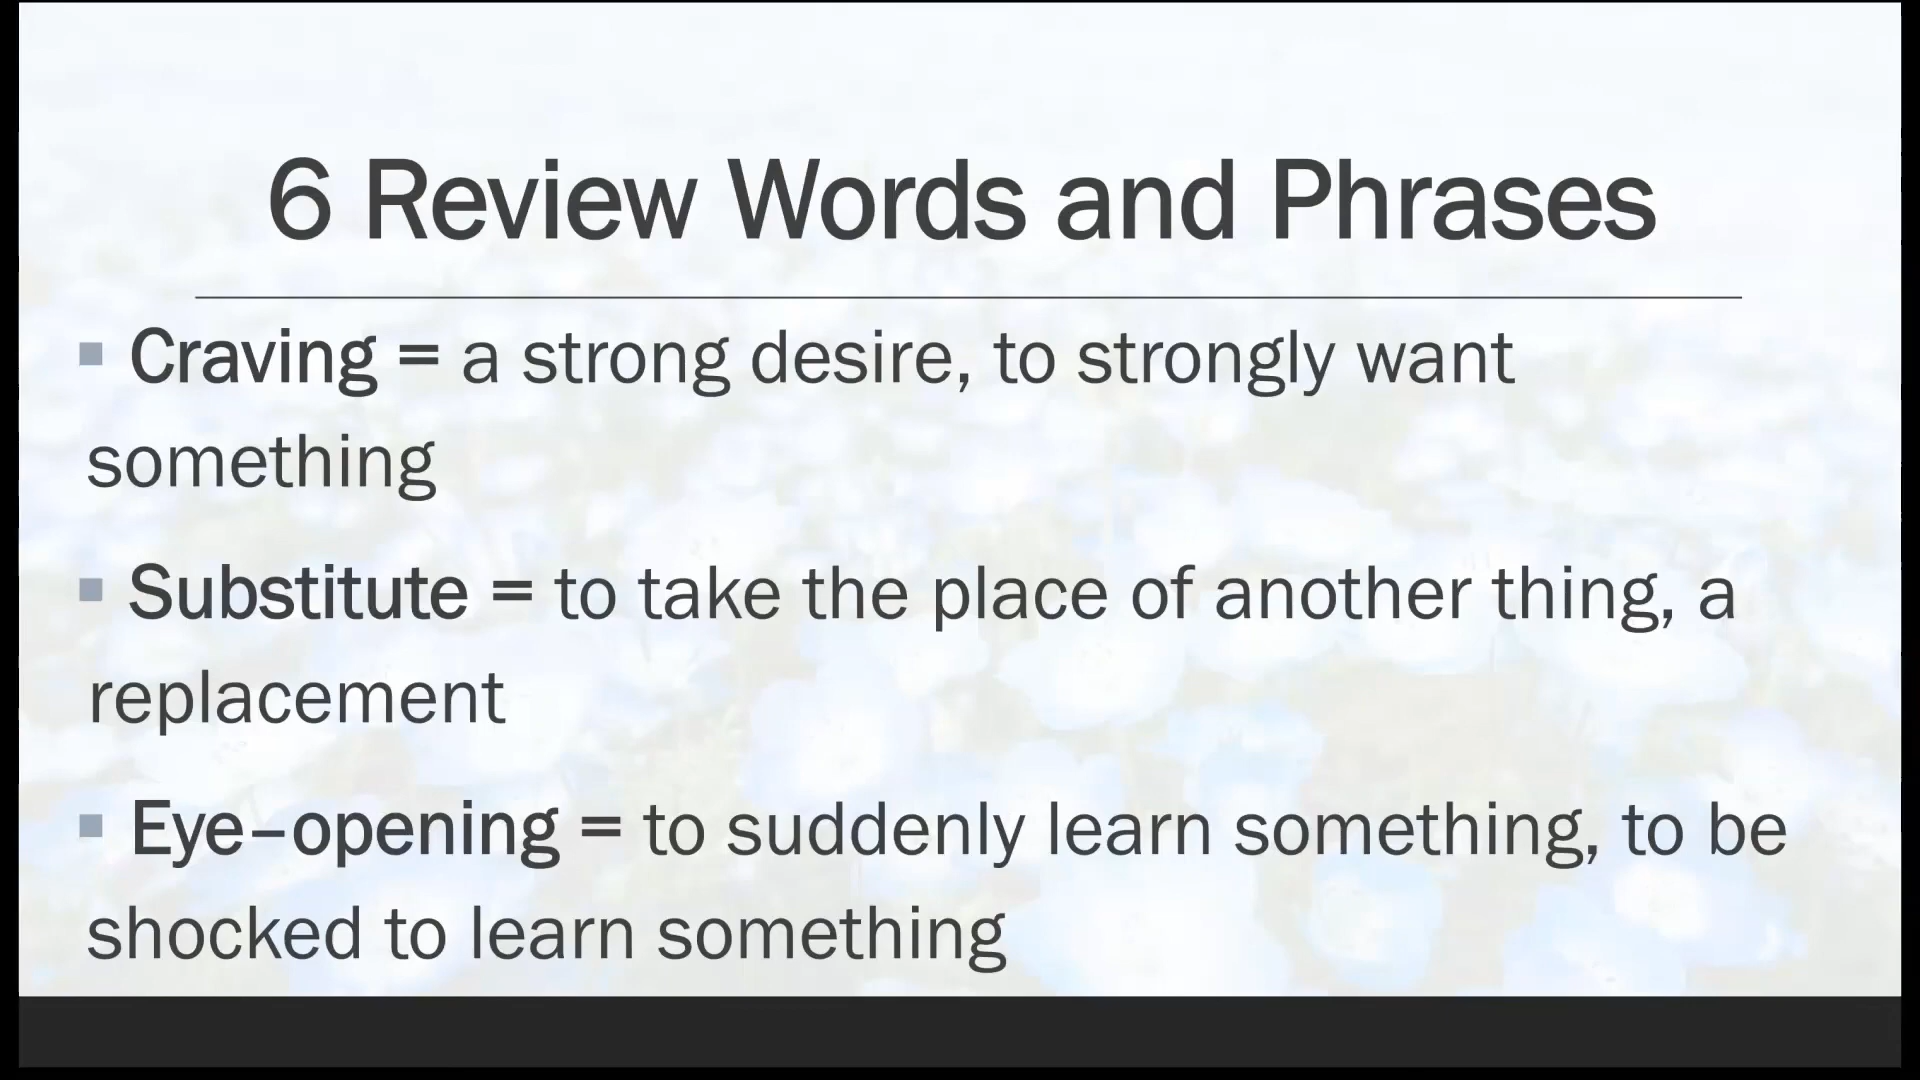 6 Review Words and Phrases
▪ Craving = a strong desire, to strongly want
something
▪ Substitute = to take the place of another thing, a
replacement
▪ Eye–opening = to suddenly learn something, to be
shocked to learn something